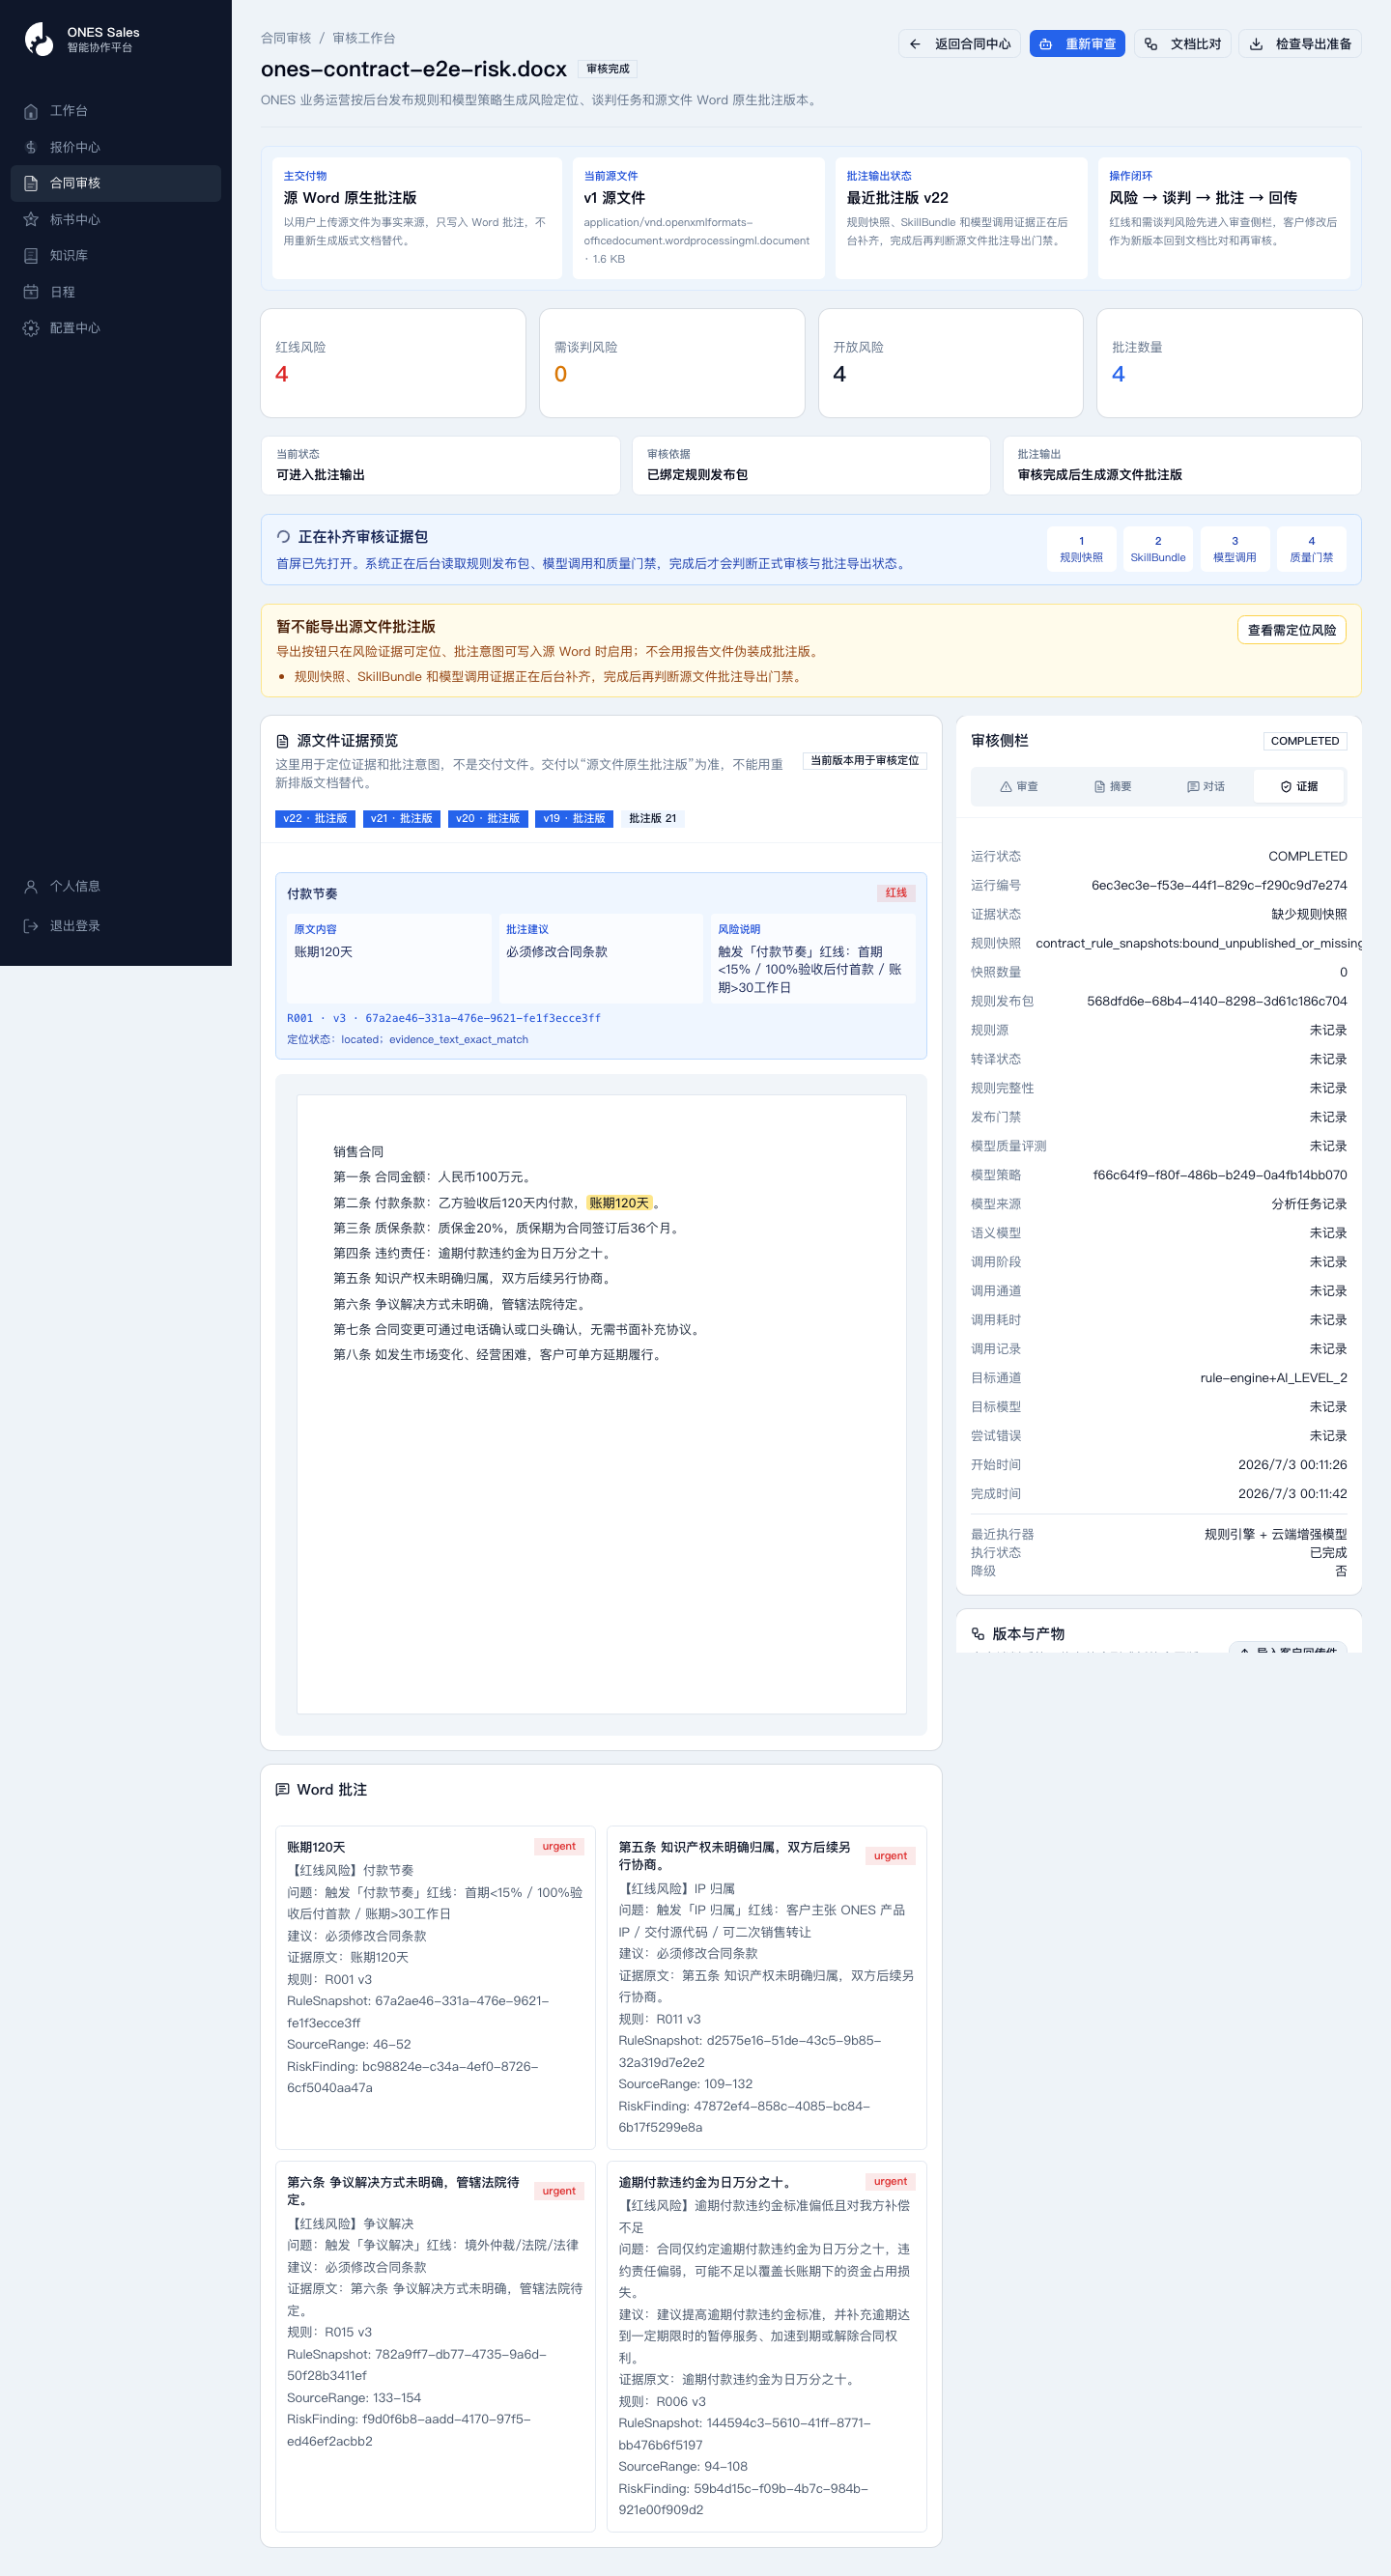 ONES Sales
智能协作平台
工作台
报价中心
合同审核
标书中心
知识库
日程
配置中心
个人信息
退出登录
合同审核 / 审核工作台
ones-contract-e2e-risk.docx 审核完成
ONES 业务运营按后台发布规则和模型策略生成风险定位、谈判任务和源文件 Word 原生批注版本。
返回合同中心
重新审查
文档比对
检查导出准备
主交付物
源 Word 原生批注版
以用户上传源文件为事实来源，只写入 Word 批注，不
用重新生成版式文档替代。
当前源文件
v1 源文件
application/vnd.openxmlformats-
officedocument.wordprocessingml.document
· 1.6 KB
批注输出状态
最近批注版 v22
规则快照、SkillBundle 和模型调用证据正在后
台补齐，完成后再判断源文件批注导出门禁。
操作闭环
风险 → 谈判 → 批注 → 回传
红线和需谈判风险先进入审查侧栏，客户修改后
作为新版本回到文档比对和再审核。
红线风险
4
需谈判风险
0
开放风险
4
批注数量
4
当前状态
可进入批注输出
审核依据
已绑定规则发布包
批注输出
审核完成后生成源文件批注版
正在补齐审核证据包
首屏已先打开。系统正在后台读取规则发布包、模型调用和质量门禁，完成后才会判断正式审核与批注导出状态。
1
规则快照
2
SkillBundle
3
模型调用
4
质量门禁
暂不能导出源文件批注版
导出按钮只在风险证据可定位、批注意图可写入源 Word 时启用；不会用报告文件伪装成批注版。
• 规则快照、SkillBundle 和模型调用证据正在后台补齐，完成后再判断源文件批注导出门禁。
查看需定位风险
源文件证据预览
这里用于定位证据和批注意图，不是交付文件。交付以“源文件原生批注版”为准，不能用重
新排版文档替代。
当前版本用于审核定位
v22 · 批注版
v21 · 批注版
v20 · 批注版
v19 · 批注版
批注版 21
付款节奏
红线
原文内容
账期120天
批注建议
必须修改合同条款
风险说明
触发「付款节奏」红线：首期
<15% / 100%验收后付首款 / 账
期>30工作日
R001 · v3 · 67a2ae46-331a-476e-9621-fe1f3ecce3ff
定位状态：located；evidence_text_exact_match
销售合同
第一条 合同金额：人民币100万元。
第二条 付款条款：乙方验收后120天内付款，账期120天。
第三条 质保条款：质保金20%，质保期为合同签订后36个月。
第四条 违约责任：逾期付款违约金为日万分之十。
第五条 知识产权未明确归属，双方后续另行协商。
第六条 争议解决方式未明确，管辖法院待定。
第七条 合同变更可通过电话确认或口头确认，无需书面补充协议。
第八条 如发生市场变化、经营困难，客户可单方延期履行。
审核侧栏
COMPLETED
审查
摘要
对话
证据
运行状态 COMPLETED
运行编号 6ec3ec3e-f53e-44f1-829c-f290c9d7e274
证据状态 缺少规则快照
规则快照 contract_rule_snapshots:bound_unpublished_or_missing
快照数量 0
规则发布包 568dfd6e-68b4-4140-8298-3d61c186c704
规则源 未记录
转译状态 未记录
规则完整性 未记录
发布门禁 未记录
模型质量评测 未记录
模型策略 f66c64f9-f80f-486b-b249-0a4fb14bb070
模型来源 分析任务记录
语义模型 未记录
调用阶段 未记录
调用通道 未记录
调用耗时 未记录
调用记录 未记录
目标通道 rule-engine+AI_LEVEL_2
目标模型 未记录
尝试错误 未记录
开始时间 2026/7/3 00:11:26
完成时间 2026/7/3 00:11:42
最近执行器 规则引擎 + 云端增强模型
执行状态 已完成
降级 否
版本与产物
Word 批注
账期120天 urgent
【红线风险】付款节奏
问题：触发「付款节奏」红线：首期<15% / 100%验
收后付首款 / 账期>30工作日
建议：必须修改合同条款
证据原文：账期120天
规则：R001 v3
RuleSnapshot: 67a2ae46-331a-476e-9621-
fe1f3ecce3ff
SourceRange: 46-52
RiskFinding: bc98824e-c34a-4ef0-8726-
6cf5040aa47a
第五条 知识产权未明确归属，双方后续另
行协商。
urgent
【红线风险】IP 归属
问题：触发「IP 归属」红线：客户主张 ONES 产品
IP / 交付源代码 / 可二次销售转让
建议：必须修改合同条款
证据原文：第五条 知识产权未明确归属，双方后续另
行协商。
规则：R011 v3
RuleSnapshot: d2575e16-51de-43c5-9b85-
32a319d7e2e2
SourceRange: 109-132
RiskFinding: 47872ef4-858c-4085-bc84-
6b17f5299e8a
第六条 争议解决方式未明确，管辖法院待
定。
urgent
【红线风险】争议解决
问题：触发「争议解决」红线：境外仲裁/法院/法律
建议：必须修改合同条款
证据原文：第六条 争议解决方式未明确，管辖法院待
定。
规则：R015 v3
RuleSnapshot: 782a9ff7-db77-4735-9a6d-
50f28b3411ef
SourceRange: 133-154
RiskFinding: f9d0f6b8-aadd-4170-97f5-
ed46ef2acbb2
逾期付款违约金为日万分之十。 urgent
【红线风险】逾期付款违约金标准偏低且对我方补偿
不足
问题：合同仅约定逾期付款违约金为日万分之十，违
约责任偏弱，可能不足以覆盖长账期下的资金占用损
失。
建议：建议提高逾期付款违约金标准，并补充逾期达
到一定期限时的暂停服务、加速到期或解除合同权
利。
证据原文：逾期付款违约金为日万分之十。
规则：R006 v3
RuleSnapshot: 144594c3-5610-41ff-8771-
bb476b6f5197
SourceRange: 94-108
RiskFinding: 59b4d15c-f09b-4b7c-984b-
921e00f909d2